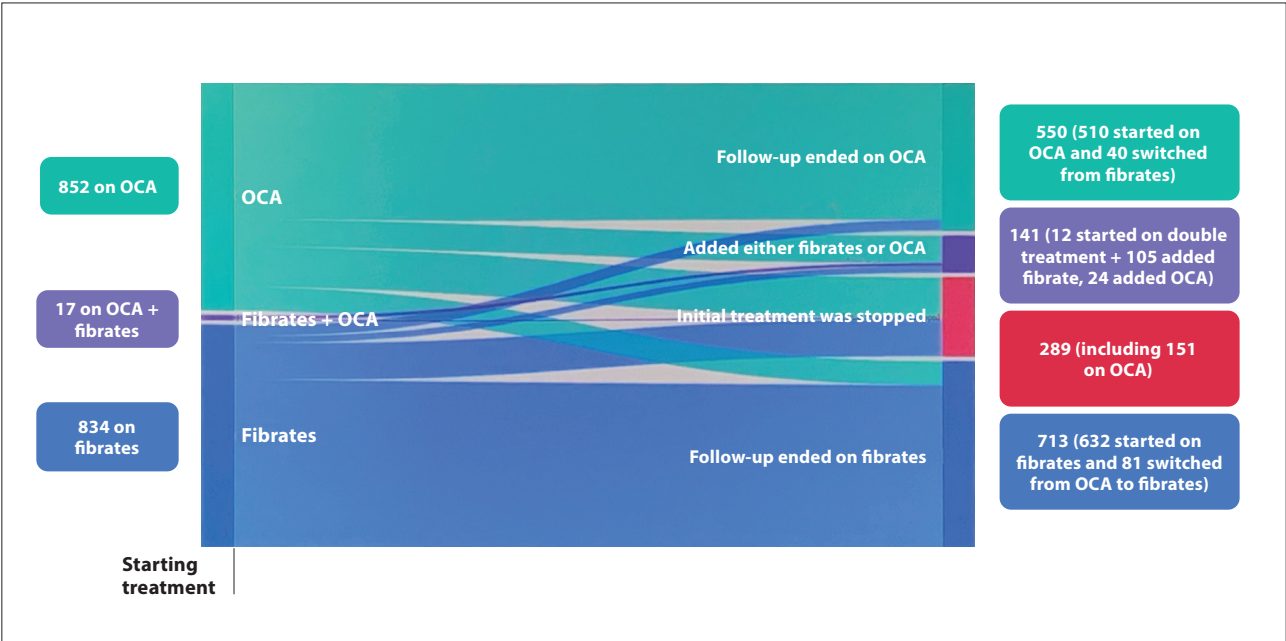 852 on OCA
17 on OCA +
fibrates
834 on
fibrates
Starting
treatment
OCA
Fibrates + OCA
Fibrates
Follow-up ended on OCA
Added either fibrates or OCA
Initial treatment was stopped
Follow-up ended on fibrates
550 (510 started on
OCA and 40 switched
from fibrates)
141 (12 started on double
treatment + 105 added
fibrate, 24 added OCA)
289 (including 151
on OCA)
713 (632 started on
fibrates and 81 switched
from OCA to fibrates)